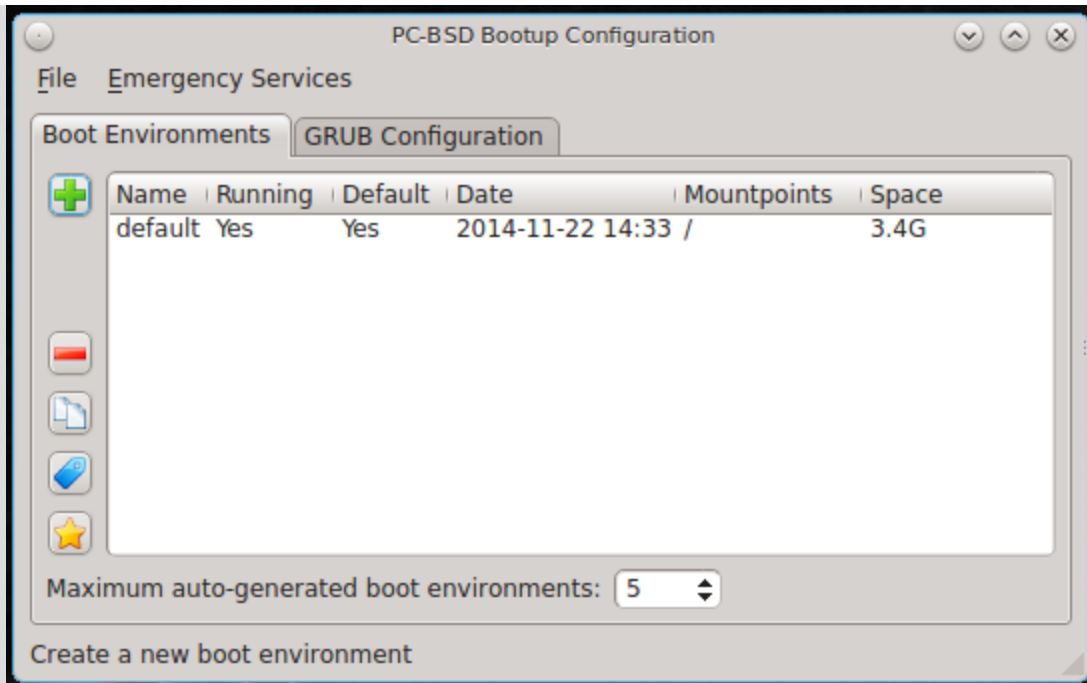 PC-BSD Bootup Configuration
File Emergency Services
Boot Environments GRUB Configuration
Name Running Default Date Mountpoints Space
default Yes Yes 2014-11-22 14:33 / 3.4G
Maximum auto-generated boot environments: 5
Create a new boot environment